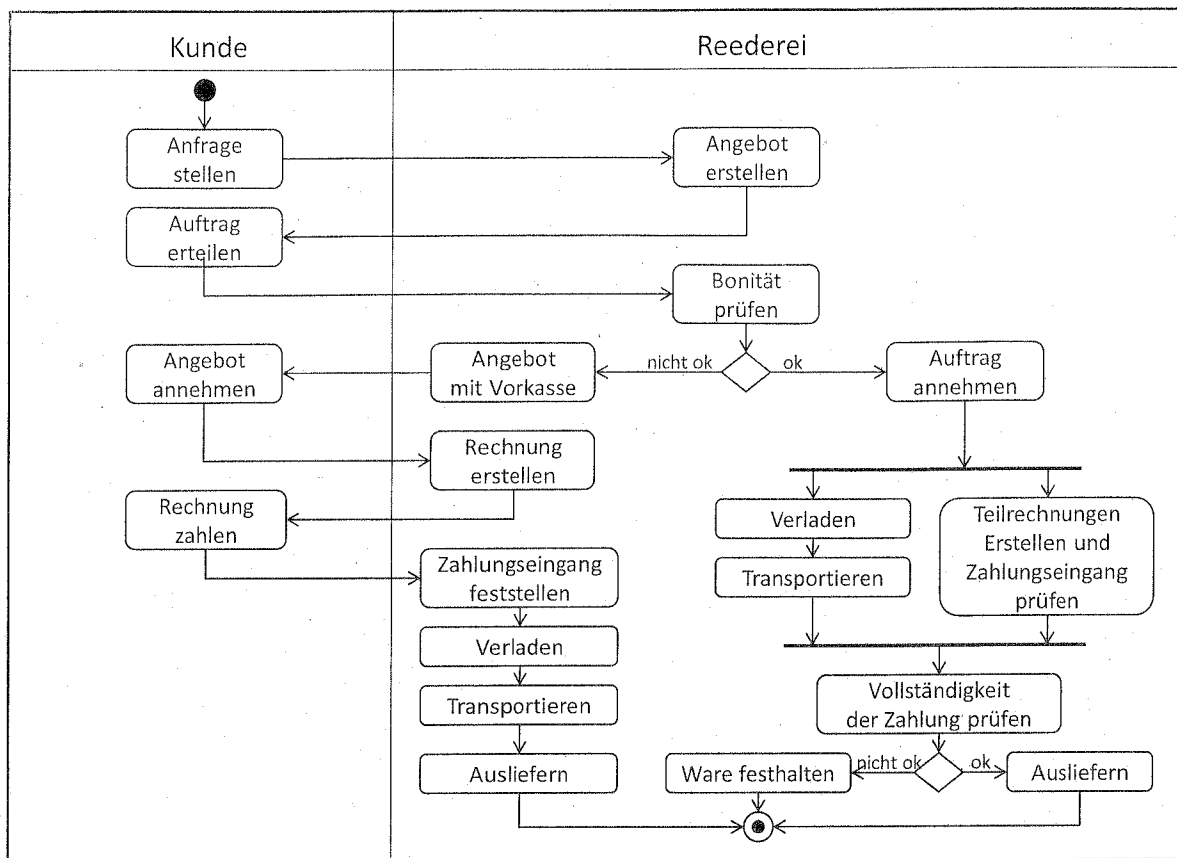 Kunde
Reederei
Anfrage
stellen
Angebot
erstellen
Auftrag
erteilen
Bonität
prüfen
nicht ok
ok
Angebot
annehmen
Angebot
mit Vorkasse
Auftrag
annehmen
Rechnung
erstellen
Rechnung
zahlen
Verladen
Teilrechnungen
Erstellen und
Zahlungseingang
prüfen
Transportieren
Zahlungseingang
feststellen
Verladen
Transportieren
Vollständigkeit
der Zahlung prüfen
nicht ok
ok
Ausliefern
Ware festhalten
Ausliefern